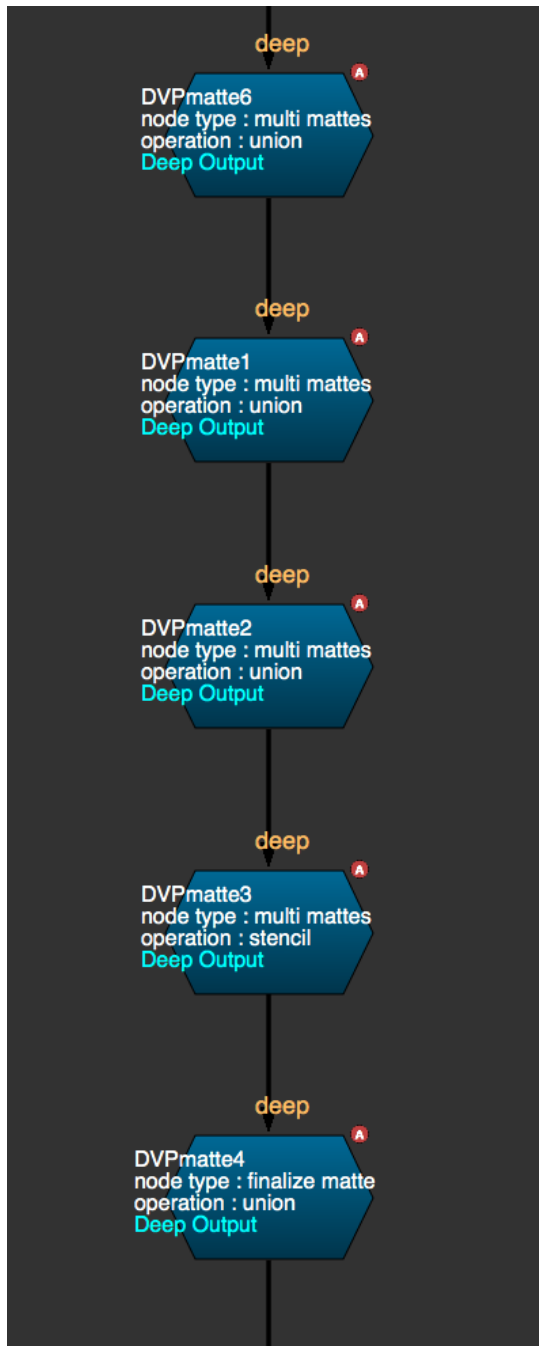 deep
A
DVPmatte6
node type : multi mattes
operation : union
Deep Output
deep
A
DVPmatte1
node type : multi mattes
operation : union
Deep Output
deep
A
DVPmatte2
node type : multi mattes
operation : union
Deep Output
deep
A
DVPmatte3
node type : multi mattes
operation : stencil
Deep Output
deep
A
DVPmatte4
node type : finalize matte
operation : union
Deep Output